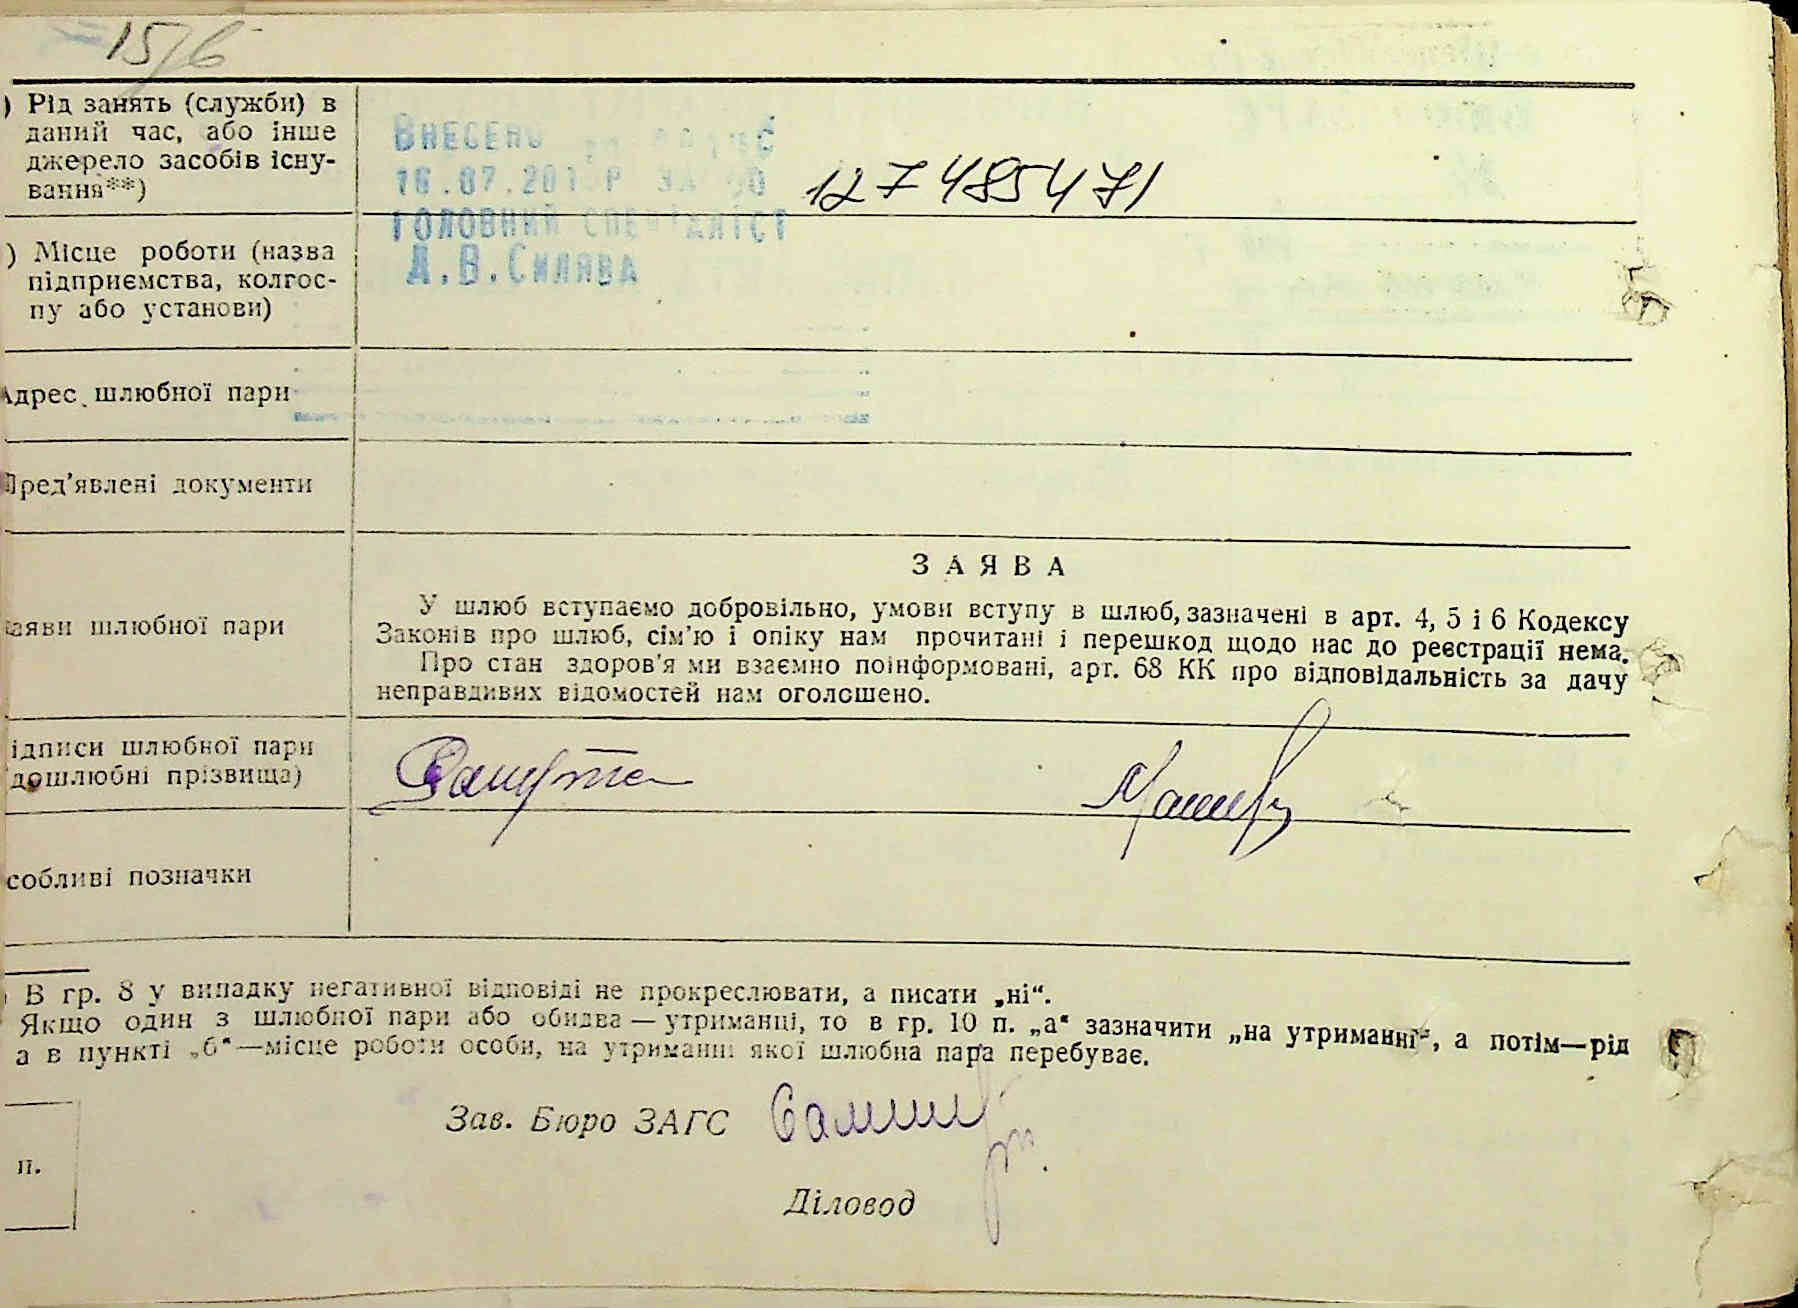 15/6
) Рід занять (служби) в
даний час, або інше
джерело засобів існу-
вання**)
Внесено
16.07.201 Р ЗА
127485471
ГОЛОВНИЙ СПЕЦІАЛІСТ
) Місце роботи (назва
підприємства, колгос-
пу або установи)
Адрес шлюбної пари
Пред'явлені документи
ЗАЯВА
У шлюб вступаємо добровільно, умови вступу в шлюб, зазначені в арт. 4, 5 і 6 Кодексу
Законів про шлюб, сім'ю і опіку нам прочитані і перешкод щодо нас до реєстрації нема.
Про стан здоров'я ми взаємно поінформовані, арт. 68 КК про відповідальність за дачу
неправдивих відомостей нам оголошено.
заяви шлюбної пари
ідписи шлюбної пари
(дошлюбні прізвища)
собливі позначки
) В гр. 8 у випадку негативної відповіді не прокреслювати, а писати „ні“.
Якщо один з шлюбної пари або обидва — утриманці, то в гр. 10 п. „а“ зазначити „на утриманні“, а потім—рід
а в пункті „б“—місце роботи особи, на утриманні якої шлюбна пара перебуває.
Зав. Бюро ЗАГС
п.
Діловод